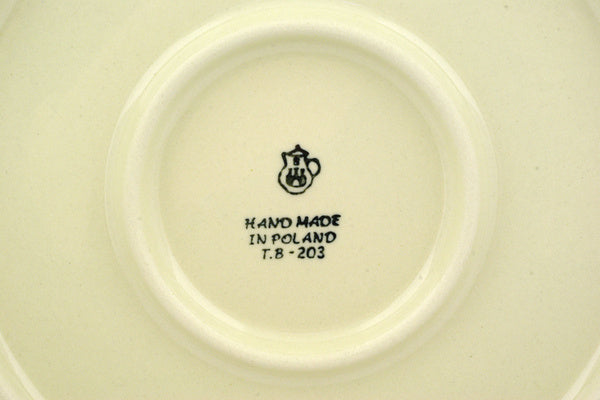 HAND MADE
IN POLAND
T.B-203